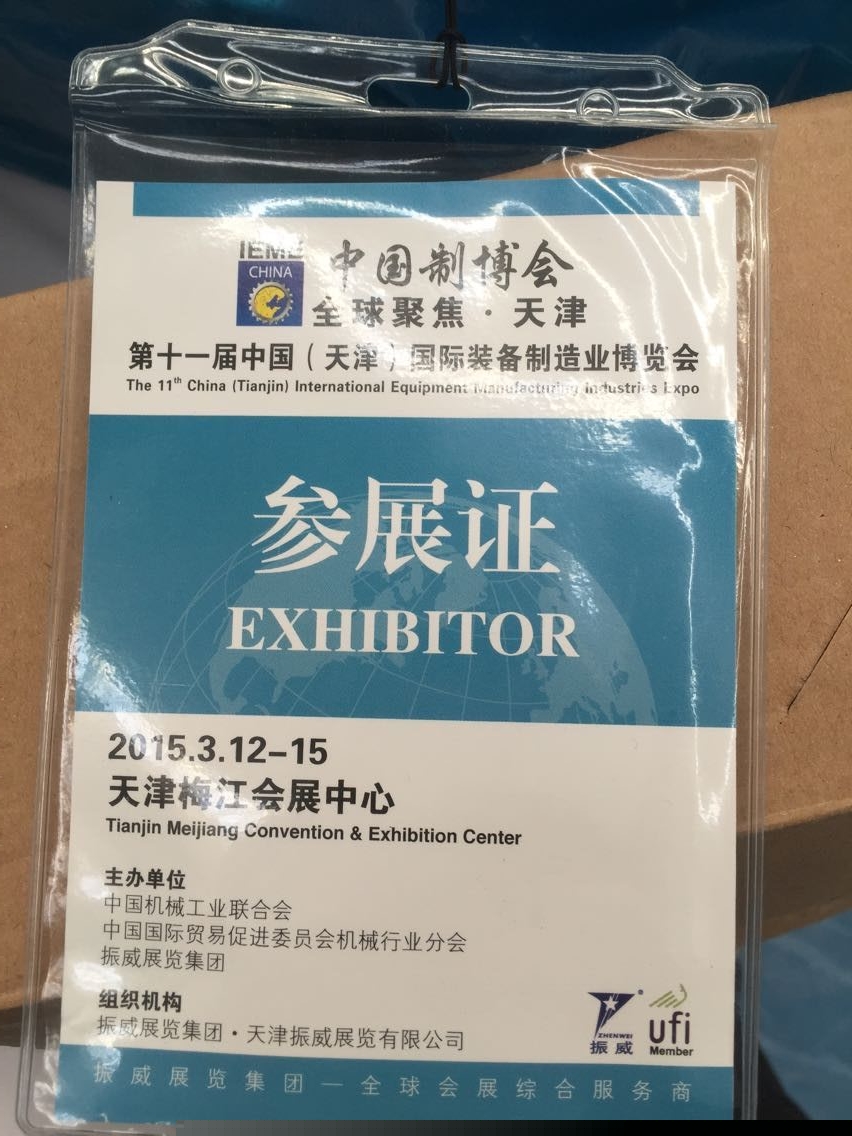 IEME
CHINA
中国制博会
全球聚焦·天津
第十一届中国（天津）国际装备制造业博览会
The 11th China (Tianjin) International Equipment Manufacturing Industries Expo
参展证
EXHIBITOR
2015.3.12-15
天津梅江会展中心
Tianjin Meijiang Convention & Exhibition Center
主办单位
中国机械工业联合会
中国国际贸易促进委员会机械行业分会
振威展览集团
组织机构
振威展览集团·天津振威展览有限公司
ZHENWEI
振威
ufi
Member
振威展览集团—全球会展综合服务商